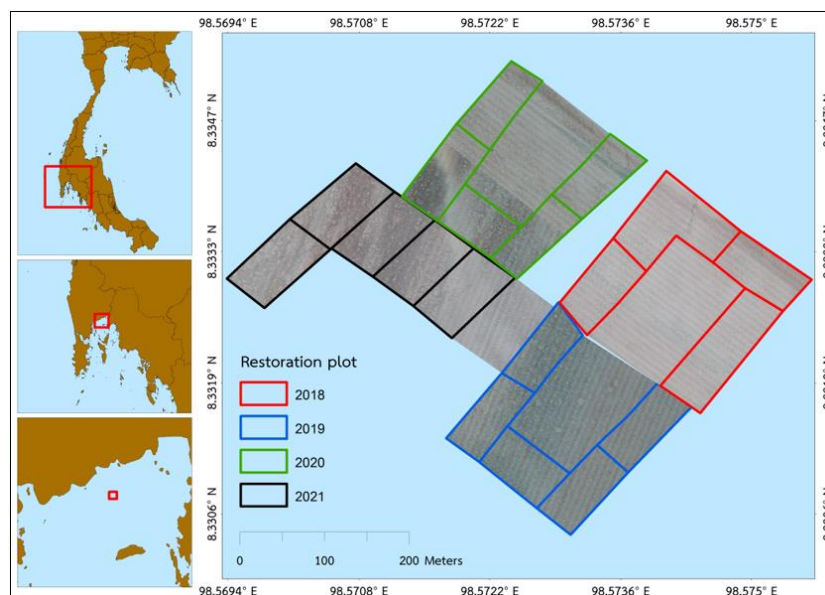 98.5694° E 98.5708° E 98.5722° E 98.5736° E 98.575° E
8.3347° N
8.3333° N
8.3319° N
8.3306° N
Restoration plot
2018
2019
2020
2021
0 100 200 Meters
98.5694° E 98.5708° E 98.5722° E 98.5736° E 98.575° E